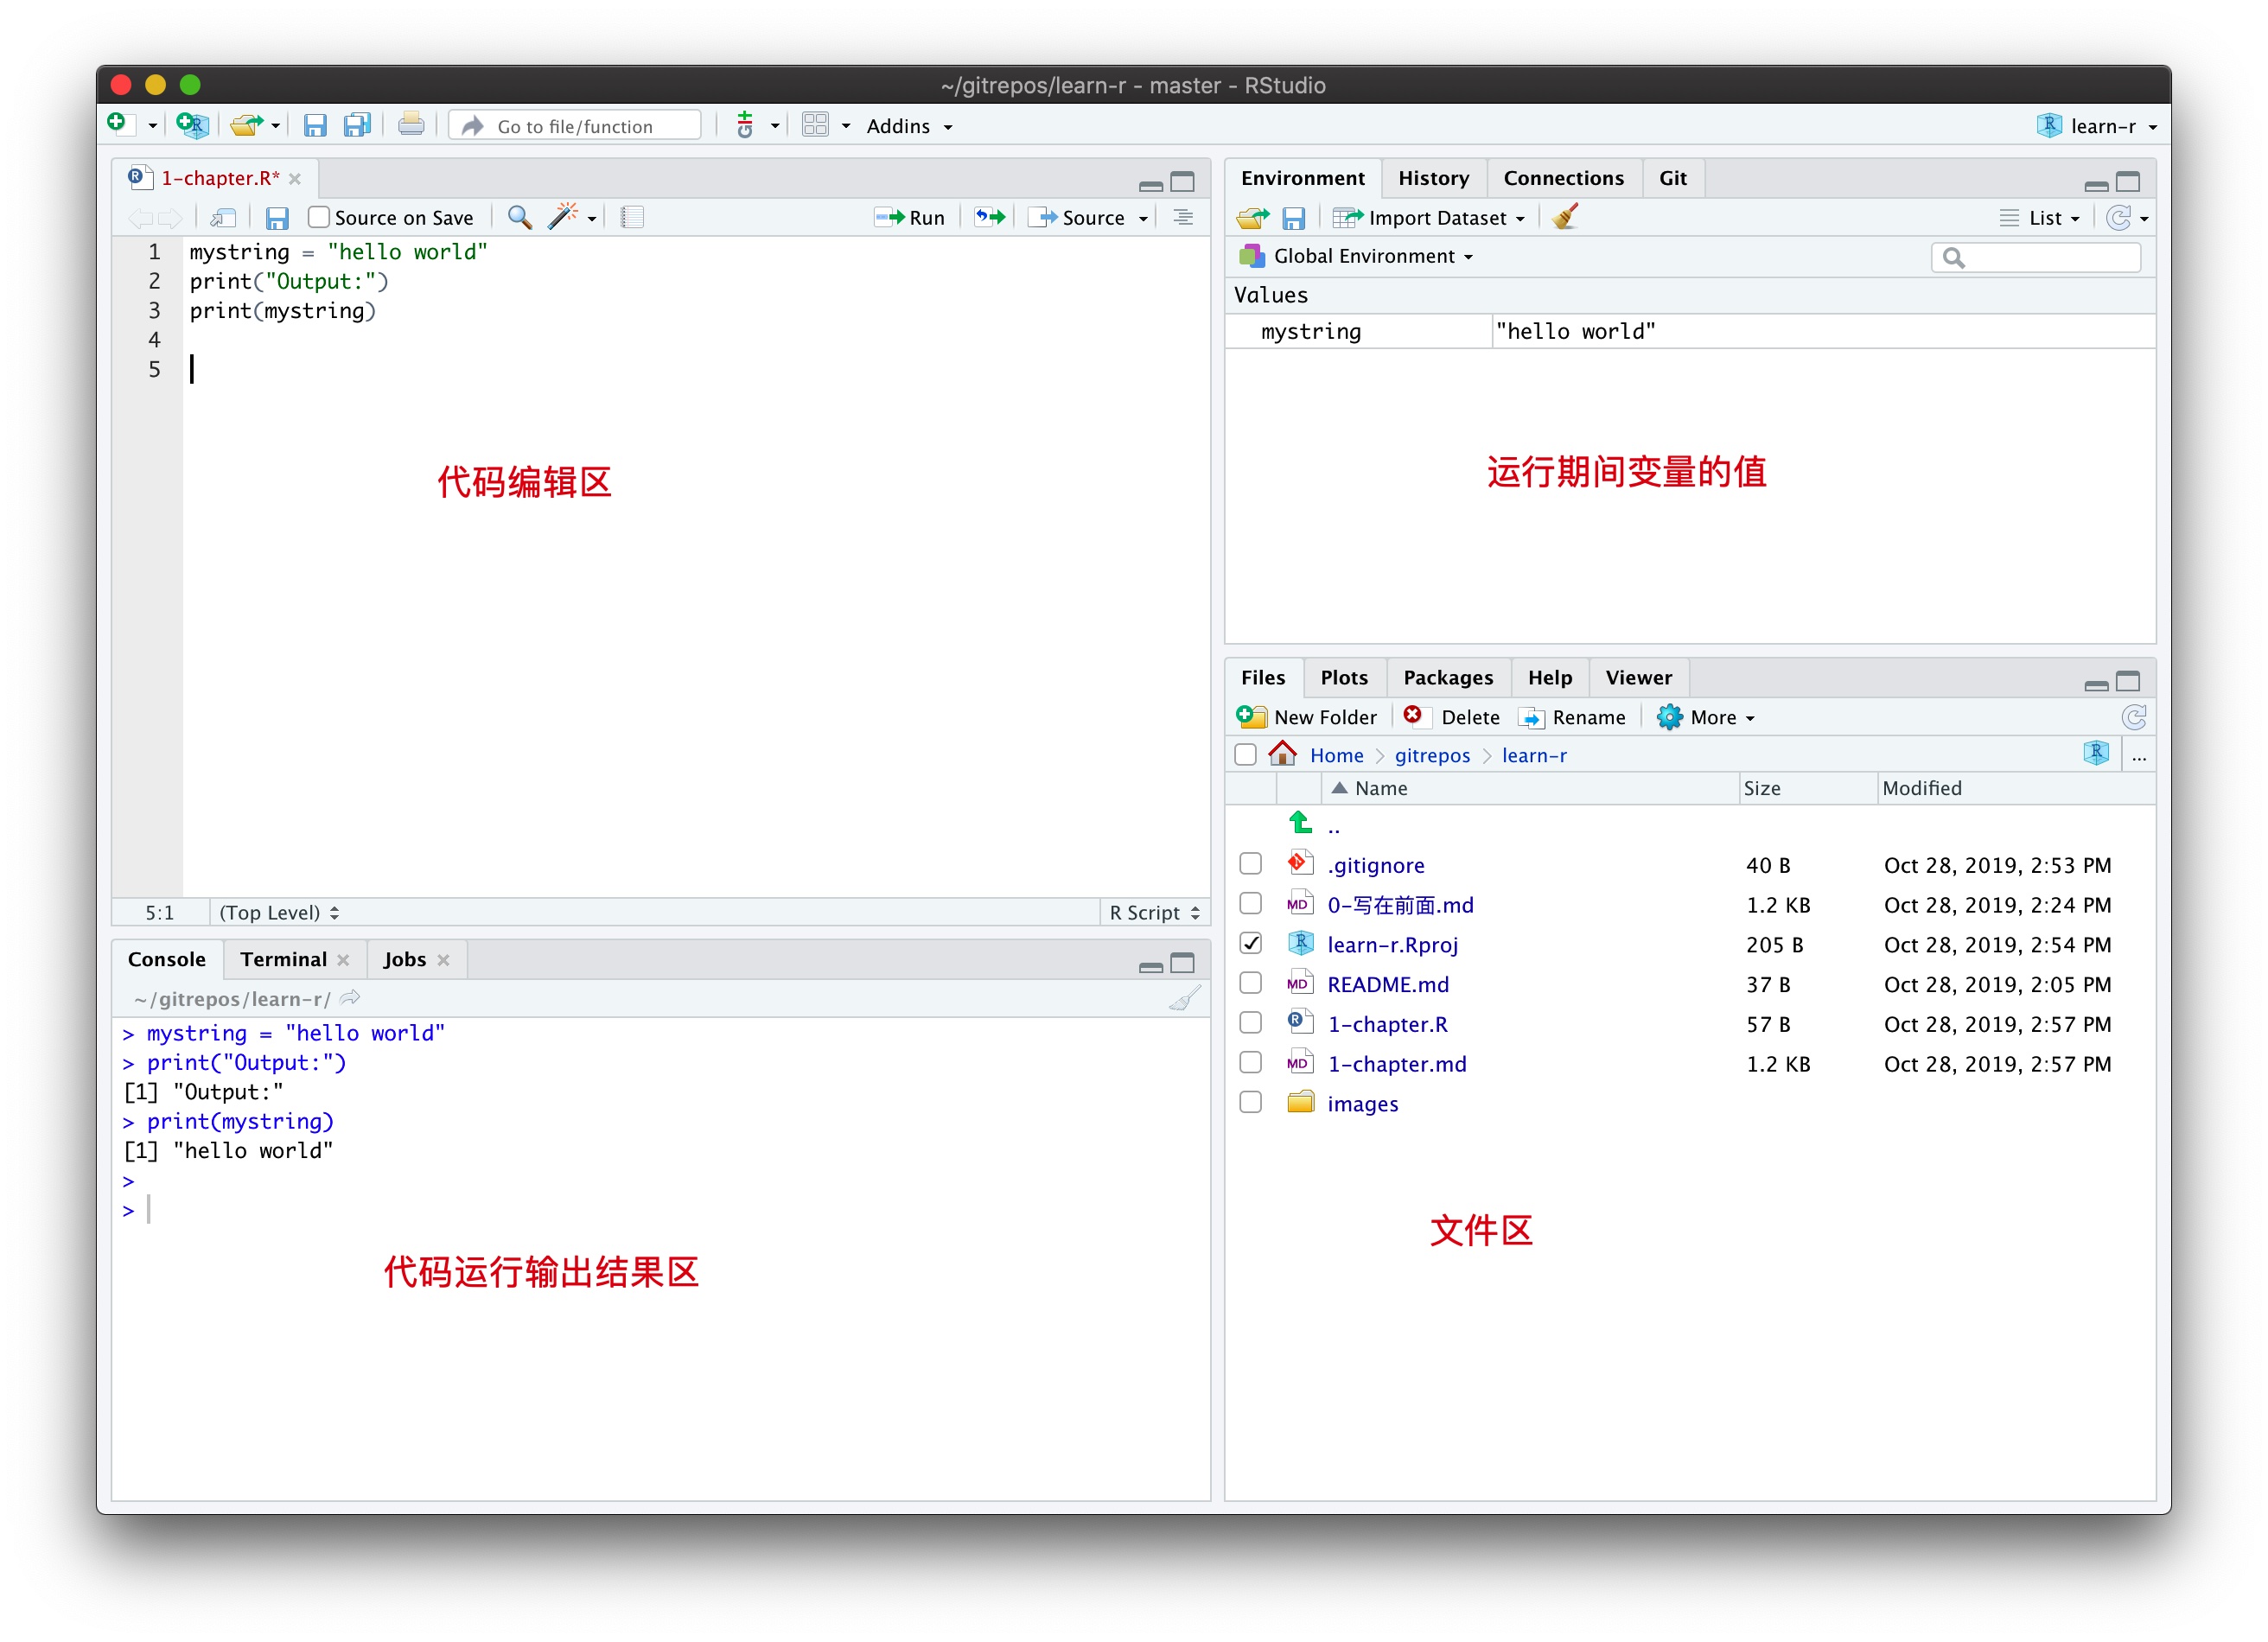 ~/gitrepos/learn-r - master - RStudio
Go to file/function
Addins
learn-r
1-chapter.R*
Source on Save
Run
Source
1 mystring = "hello world"
2 print("Output:")
3 print(mystring)
4
5
代码编辑区
5:1 (Top Level) R Script
Console Terminal Jobs
~/gitrepos/learn-r/
> mystring = "hello world"
> print("Output:")
[1] "Output:"
> print(mystring)
[1] "hello world"
>
>
代码运行输出结果区
Environment History Connections Git
Import Dataset List
Global Environment
Values
mystring "hello world"
运行期间变量的值
Files Plots Packages Help Viewer
New Folder Delete Rename More
Home gitrepos learn-r ...
Name Size Modified
..
.gitignore 40 B Oct 28, 2019, 2:53 PM
0-写在前面.md 1.2 KB Oct 28, 2019, 2:24 PM
learn-r.Rproj 205 B Oct 28, 2019, 2:54 PM
README.md 37 B Oct 28, 2019, 2:05 PM
1-chapter.R 57 B Oct 28, 2019, 2:57 PM
1-chapter.md 1.2 KB Oct 28, 2019, 2:57 PM
images
文件区